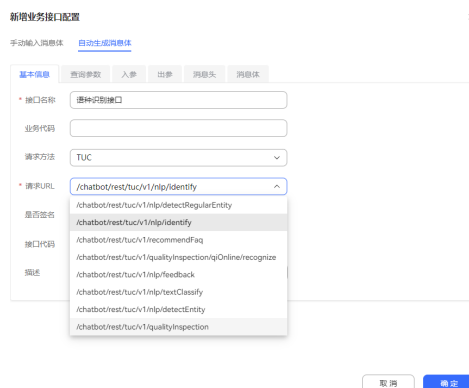 新增业务接口配置
手动输入消息体 自动生成消息体
基本信息 查询参数 入参 出参 消息头 消息体
* 接口名称 语种识别接口
业务代码
请求方法 TUC
* 请求URL /chatbot/rest/tuc/v1/nlp/identify
/chatbot/rest/tuc/v1/nlp/detectRegularEntity
是否签名 /chatbot/rest/tuc/v1/nlp/identify
接口代码 /chatbot/rest/tuc/v1/recommendFaq
/chatbot/rest/tuc/v1/qualityInspection/qiOnline/recognize
描述 /chatbot/rest/tuc/v1/nlp/feedback
/chatbot/rest/tuc/v1/nlp/textClassify
/chatbot/rest/tuc/v1/nlp/detectEntity
/chatbot/rest/tuc/v1/qualityInspection
取消 确定